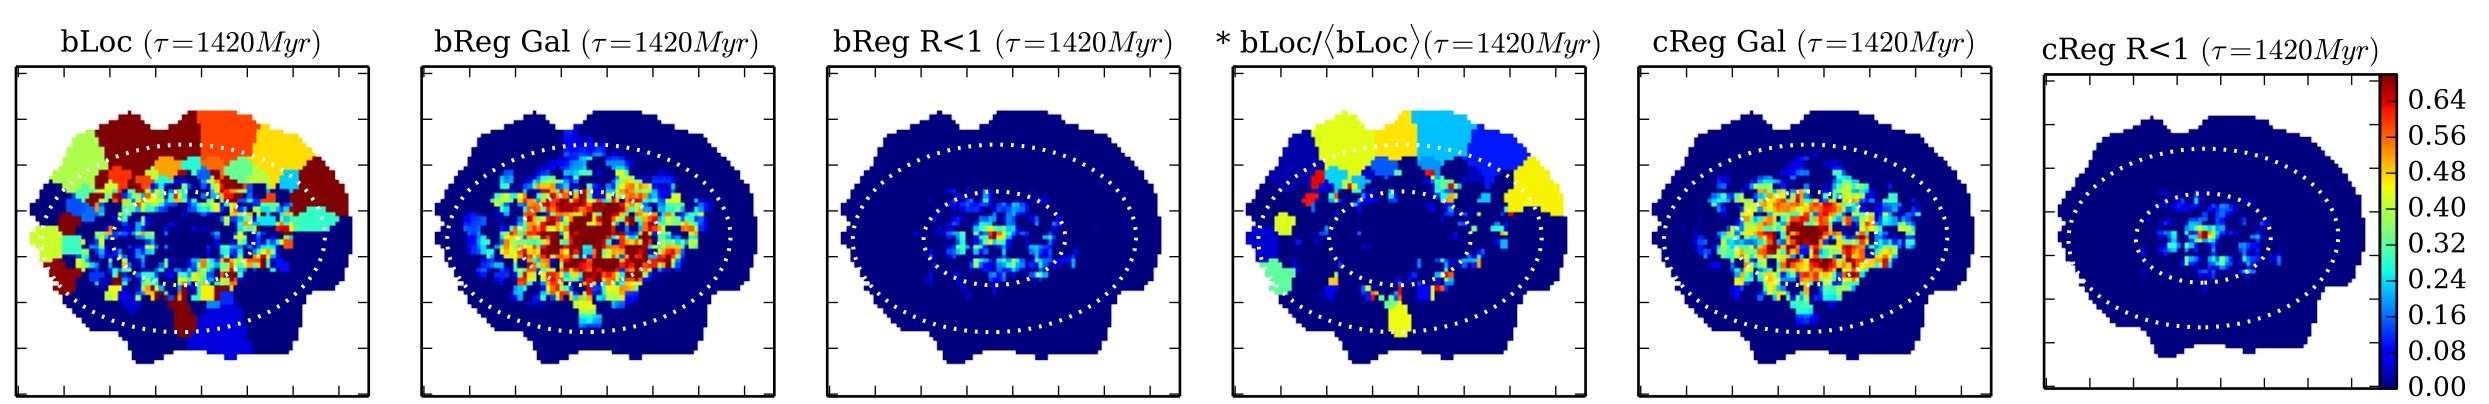 bLoc (τ=1420Myr)
bReg Gal (τ=1420Myr)
bReg R<1 (τ=1420Myr)
* bLoc/⟨bLoc⟩(τ=1420Myr)
cReg Gal (τ=1420Myr)
cReg R<1 (τ=1420Myr)
0.64
0.56
0.48
0.40
0.32
0.24
0.16
0.08
0.00